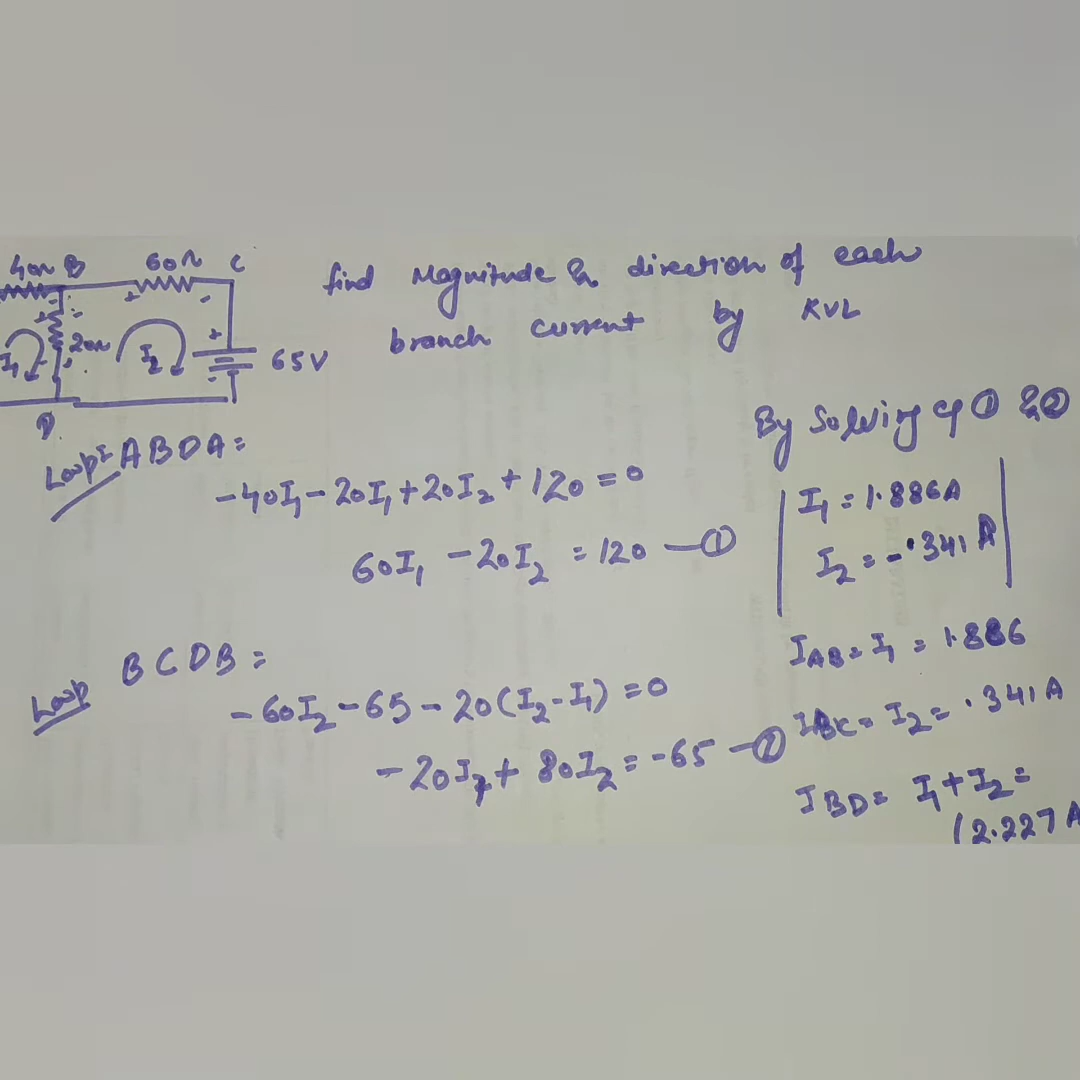 40Ω B 60Ω C
+ -
+
20Ω
I₁ I₂ + 65V
-
D
find Magnitude & direction of each
branch current by KVL
Loop ABDA =
-40I₁ - 20I₁ + 20I₂ + 120 = 0
60I₁ - 20I₂ = 120 - ①
Loop BCDB =
-60I₂ - 65 - 20(I₂ - I₁) = 0
-20I₁ + 80I₂ = -65 - ②
By Solving eq ① & ②
I₁ = 1.886A
I₂ = -.341 A
IAB = I₁ = 1.886
IBC = I₂ = .341 A
IBD = I₁ + I₂ =
(2.227 A